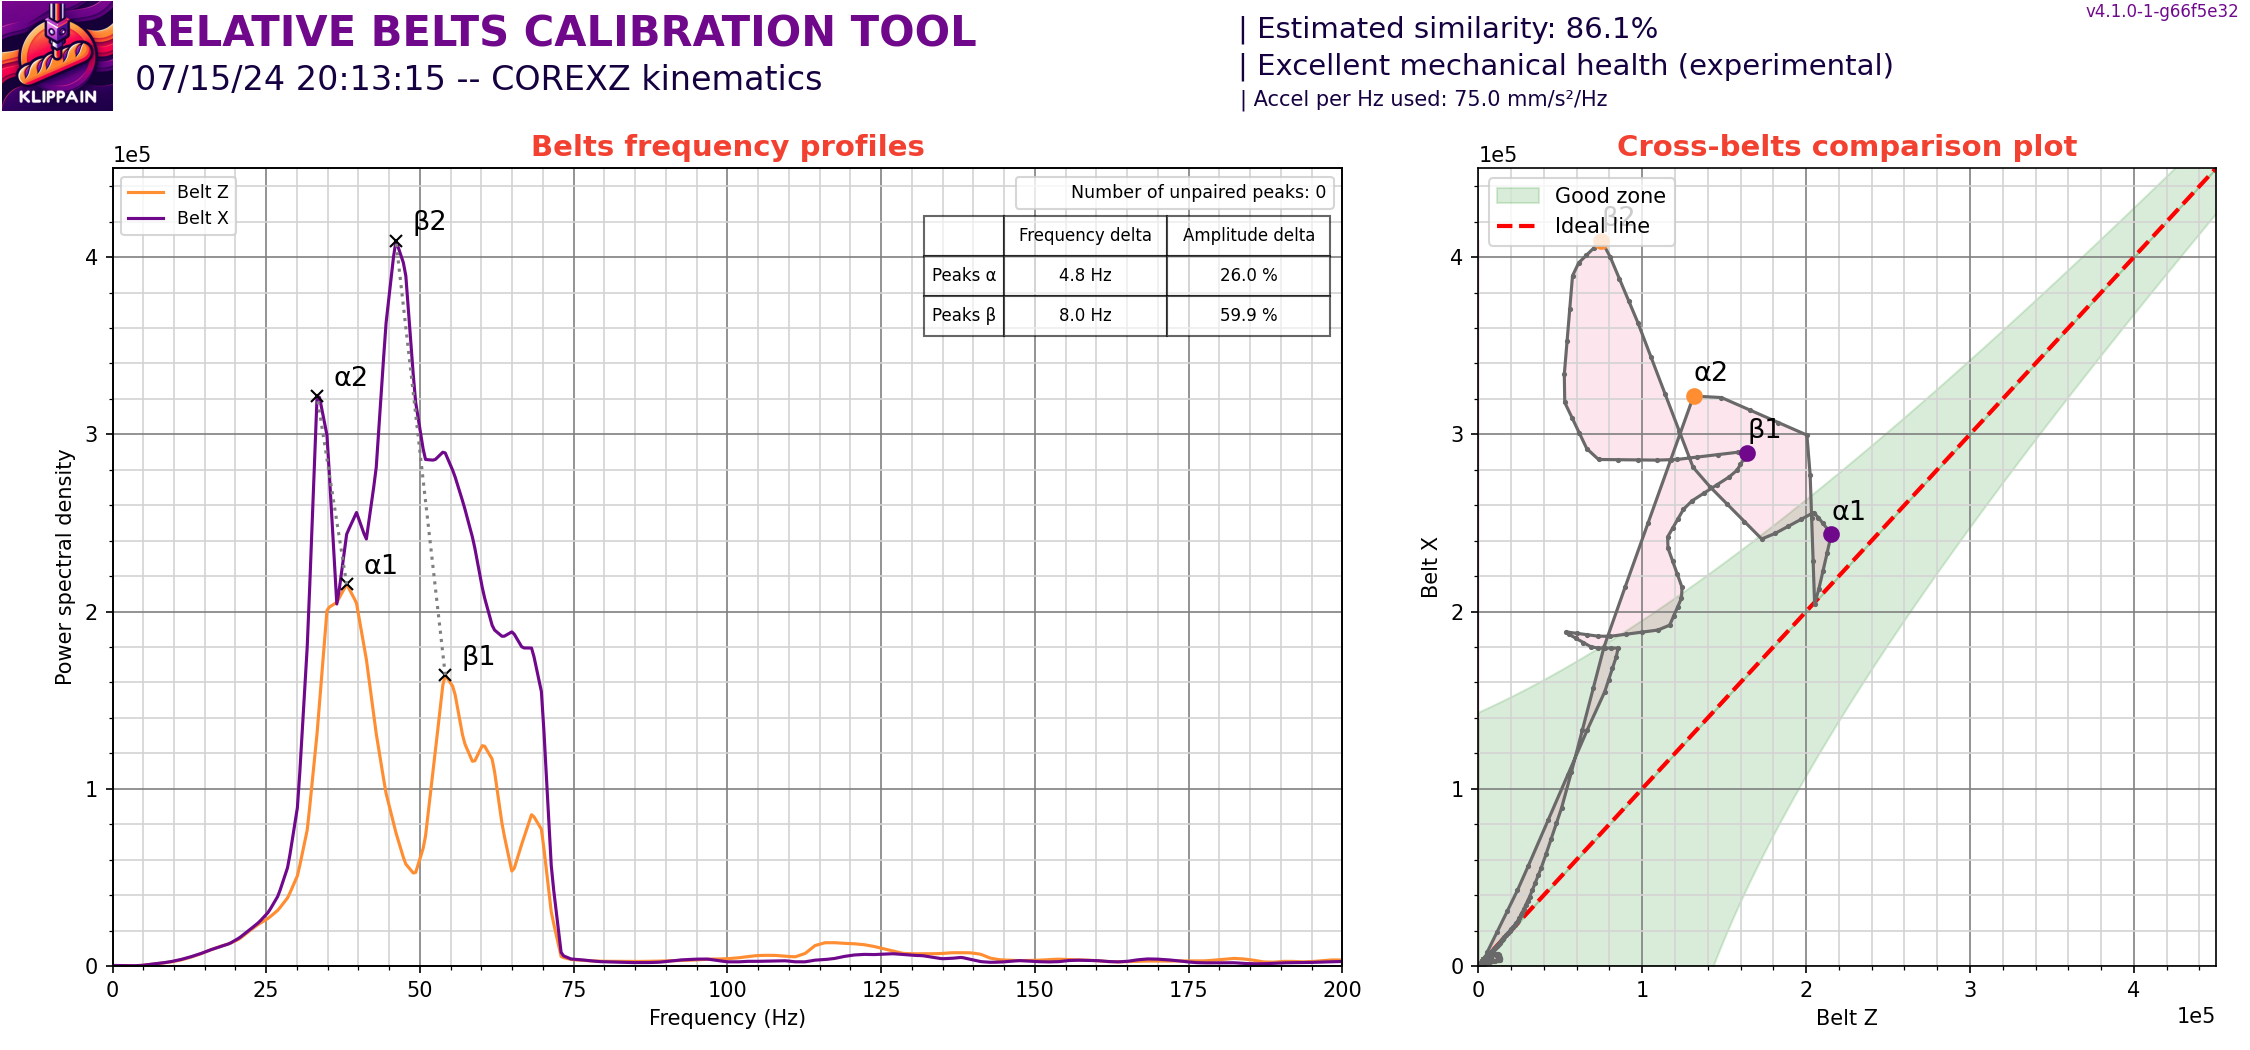 KLIPPAIN
RELATIVE BELTS CALIBRATION TOOL
07/15/24 20:13:15 -- COREXZ kinematics
| Estimated similarity: 86.1%
| Excellent mechanical health (experimental)
| Accel per Hz used: 75.0 mm/s²/Hz
v4.1.0-1-g66f5e32
Belts frequency profiles
1e5
Belt Z
Belt X
Number of unpaired peaks: 0
Frequency delta Amplitude delta
Peaks α 4.8 Hz 26.0 %
Peaks β 8.0 Hz 59.9 %
β2
α2
α1
β1
4
3
2
1
0
Power spectral density
0 25 50 75 100 125 150 175 200
Frequency (Hz)
Cross-belts comparison plot
1e5
Good zone
Ideal line
β2
α2
β1
α1
4
3
2
1
0
Belt X
0 1 2 3 4
Belt Z
1e5